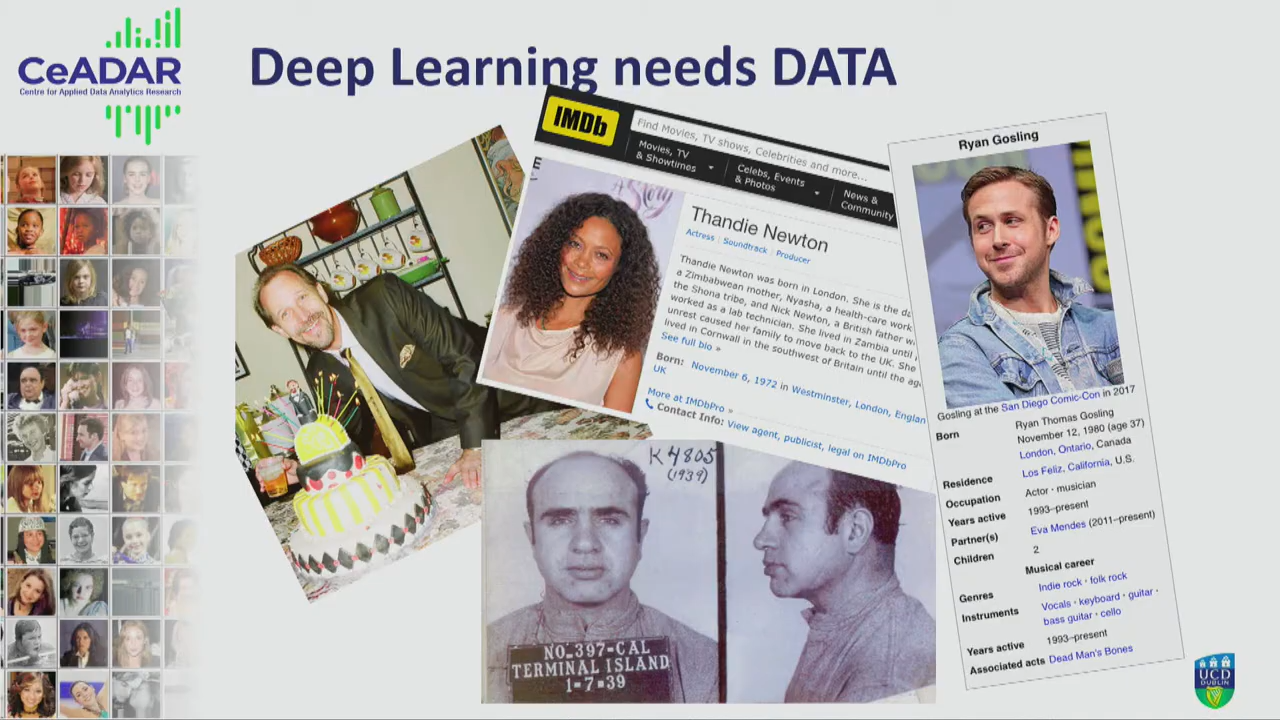 CeADAR
Centre for Applied Data Analytics Research
Deep Learning needs DATA
IMDb
Find Movies, TV shows, Celebrities and more...
Movies, TV
& Showtimes
Celebs, Events
& Photos
News &
Community
Story
Thandie Newton
Actress | Soundtrack | Producer
Thandie Newton was born in London. She is the
a Zimbabwean mother, Nyasha, a health-care
the Shona tribe, and Nick Newton, a British father
worked as a lab technician. She lived in Zambia until
unrest caused her family to move back to the UK. She
lived in Cornwall in the southwest of Britain until the
See full bio »
Born: November 6, 1972 in Westminster, London,
UK
More at IMDbPro »
Contact Info: View agent, publicist, legal on IMDbPro
Ryan Gosling
Gosling at the San Diego Comic-Con in 2017
Born Ryan Thomas Gosling
November 12, 1980 (age 37)
London, Ontario, Canada
Residence Los Feliz, California, U.S.
Occupation Actor · musician
Years active 1993–present
Partner(s) Eva Mendes (2011–present)
Children 2
Musical career
Genres Indie rock · folk rock
Instruments Vocals · keyboard · guitar ·
bass guitar · cello
Years active 1993–present
Associated acts Dead Man's Bones
K 4805
(1939)
NO. 397-CAL
TERMINAL ISLAND
1-7-39
UCD
DUBLIN